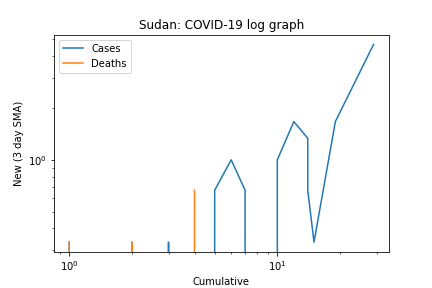 Sudan: COVID-19 log graph
Cases
Deaths
New (3 day SMA)
10⁰
10⁰
10¹
Cumulative